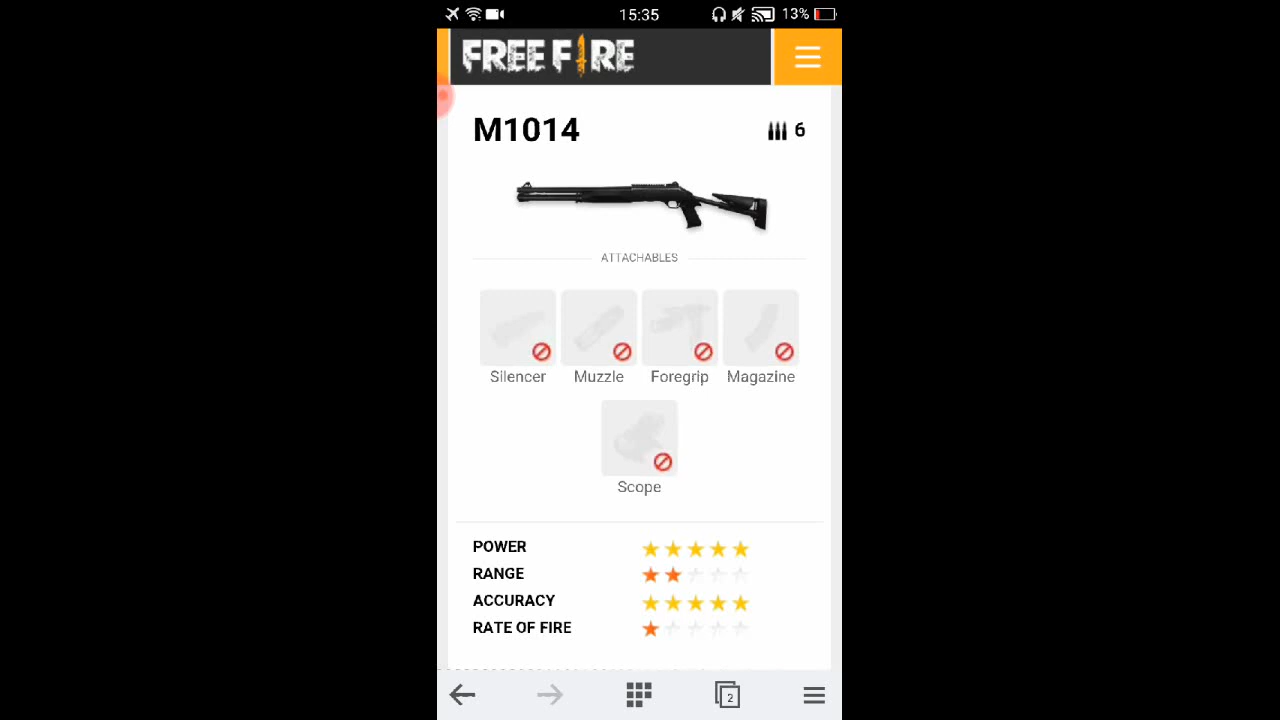 15:35
13%
FREE FIRE
M1014
6
ATTACHABLES
Silencer Muzzle Foregrip Magazine
Scope
POWER
RANGE
ACCURACY
RATE OF FIRE
2